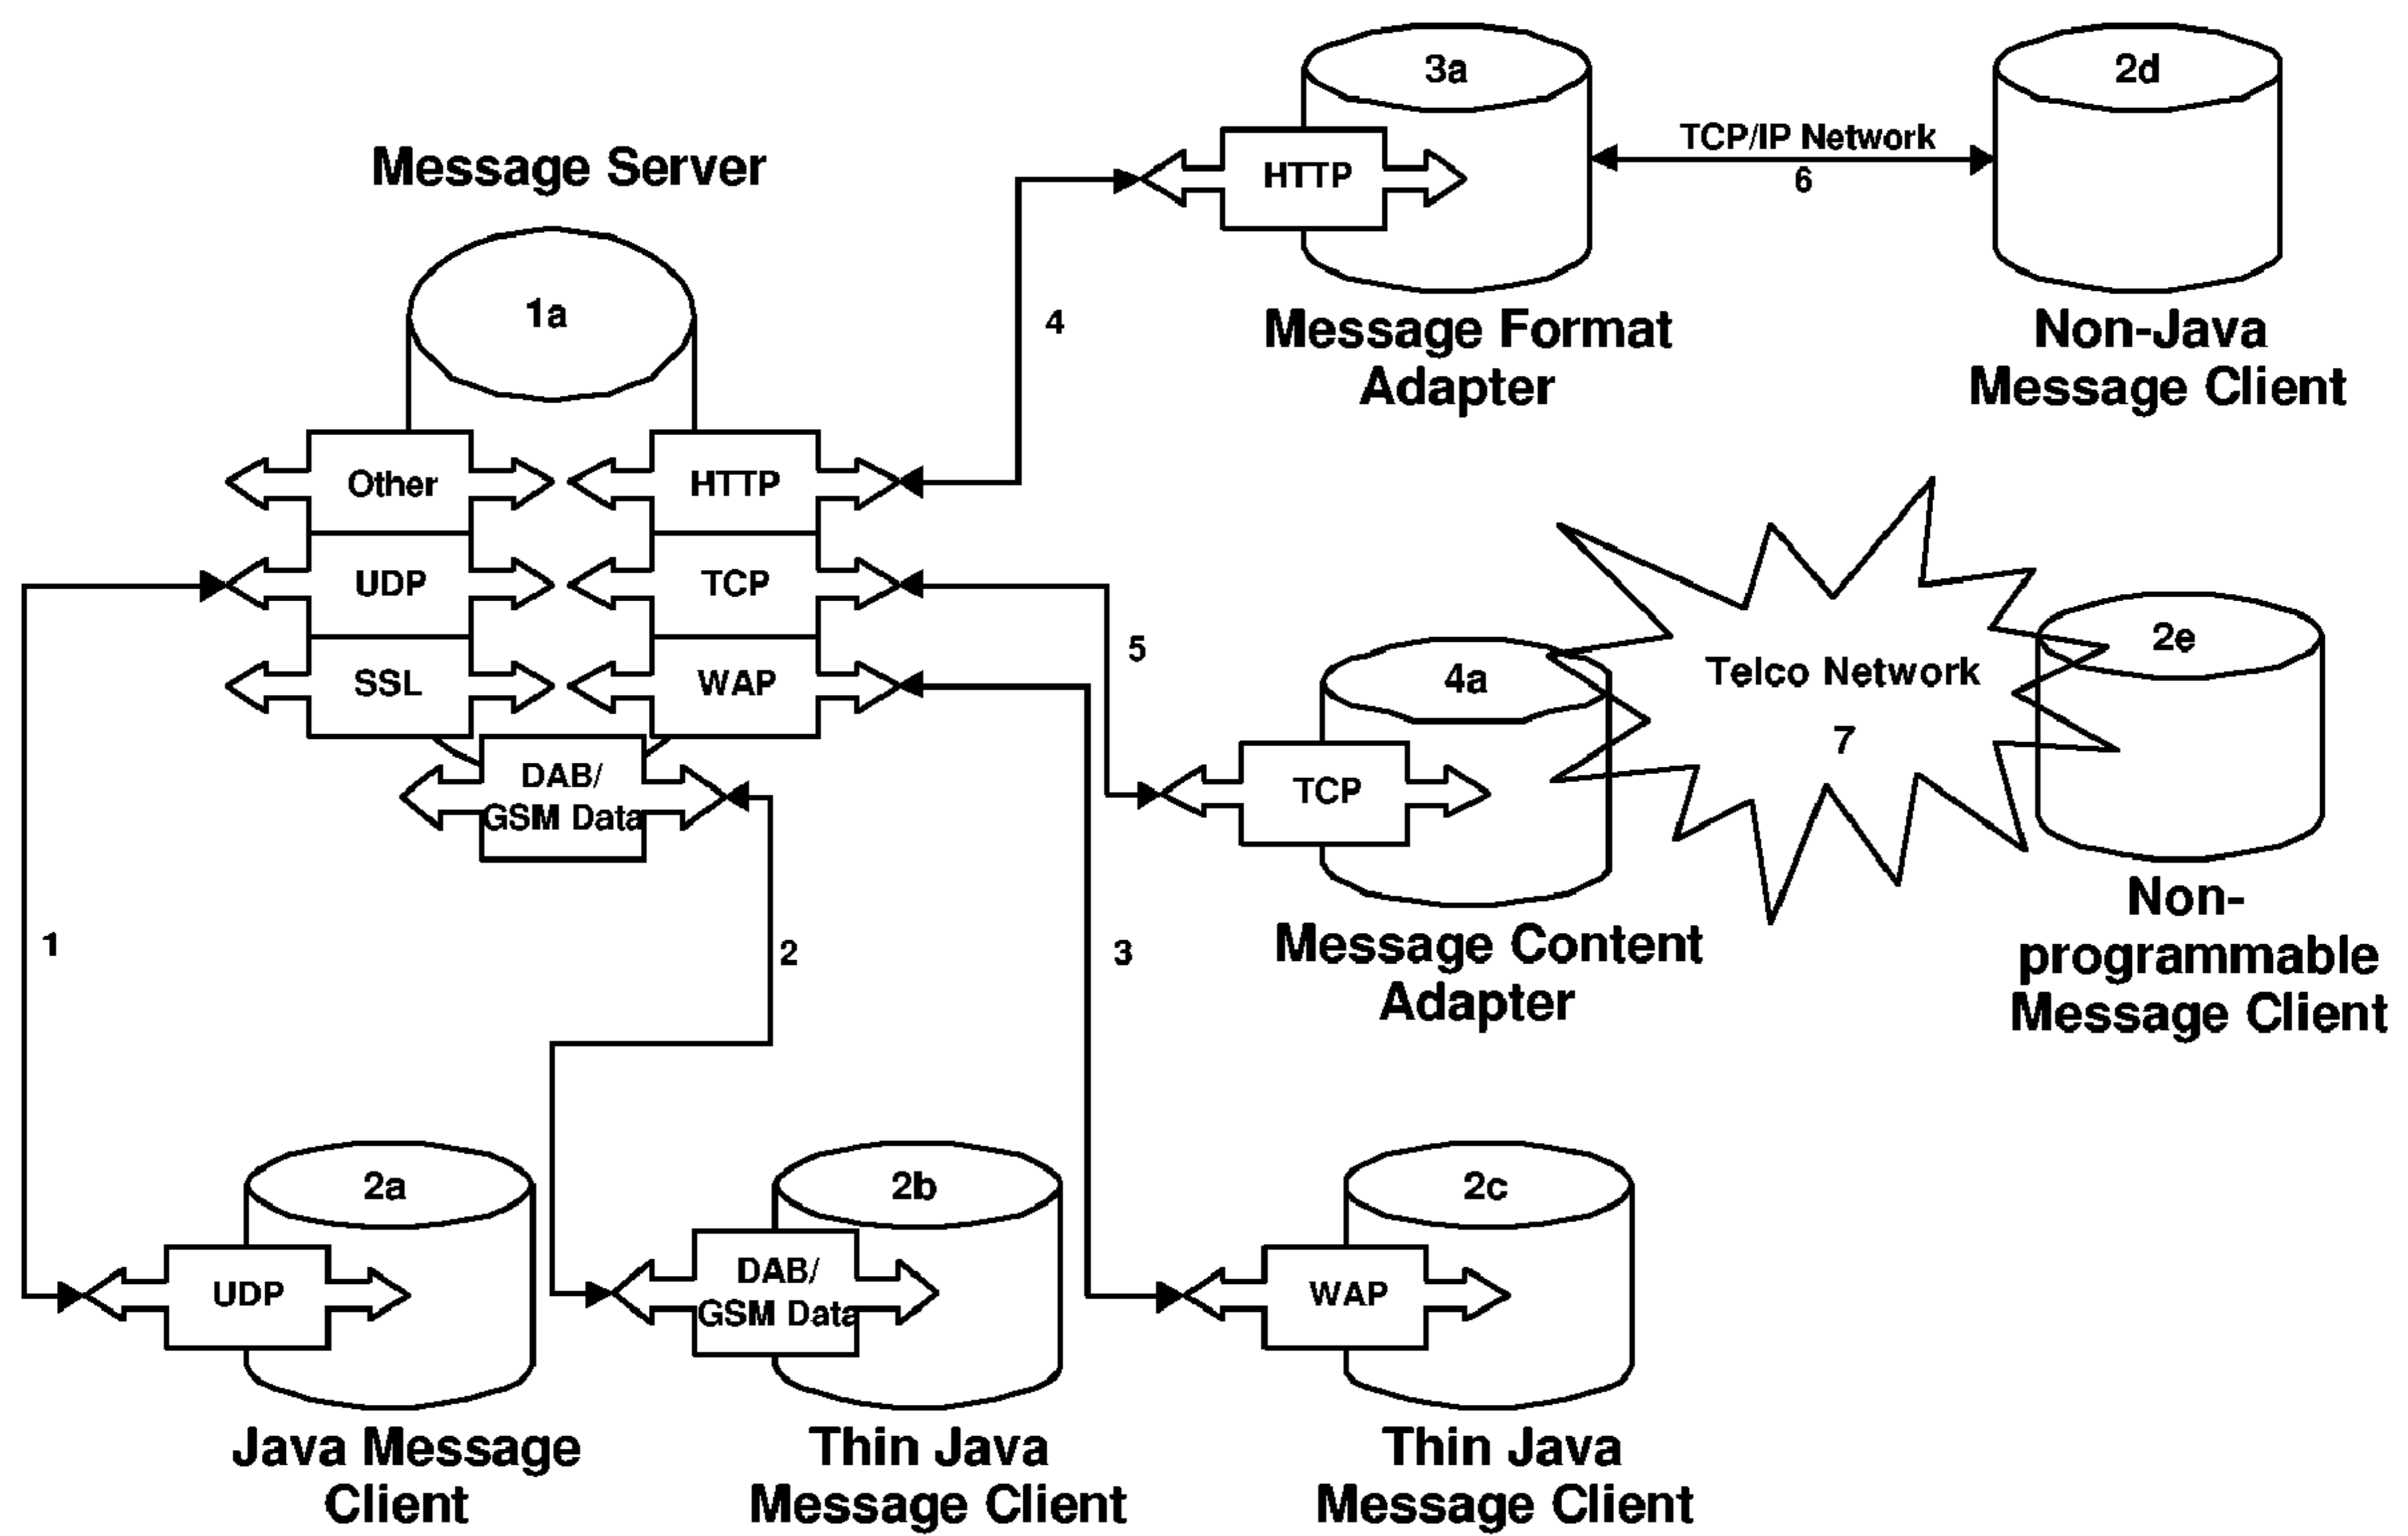 3a
2d
TCP/IP Network
6
HTTP
Message Server
1a
4
Message Format
Adapter
Non-Java
Message Client
Other
HTTP
UDP
TCP
SSL
WAP
DAB/
GSM Data
5
4a
TCP
Telco Network
7
2e
Message Content
Adapter
Non-
programmable
Message Client
1
2
3
2a
UDP
Java Message
Client
2b
DAB/
GSM Data
Thin Java
Message Client
2c
WAP
Thin Java
Message Client